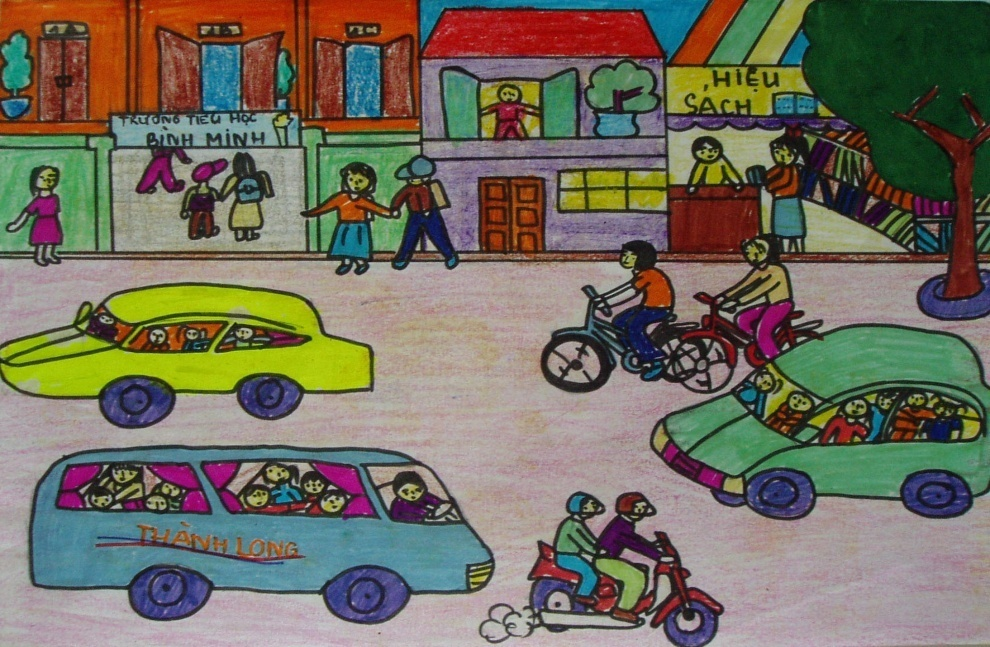 TRƯỜNG TIỂU HỌC
BÌNH MINH
HIỆU
SÁCH
THÀNH LONG